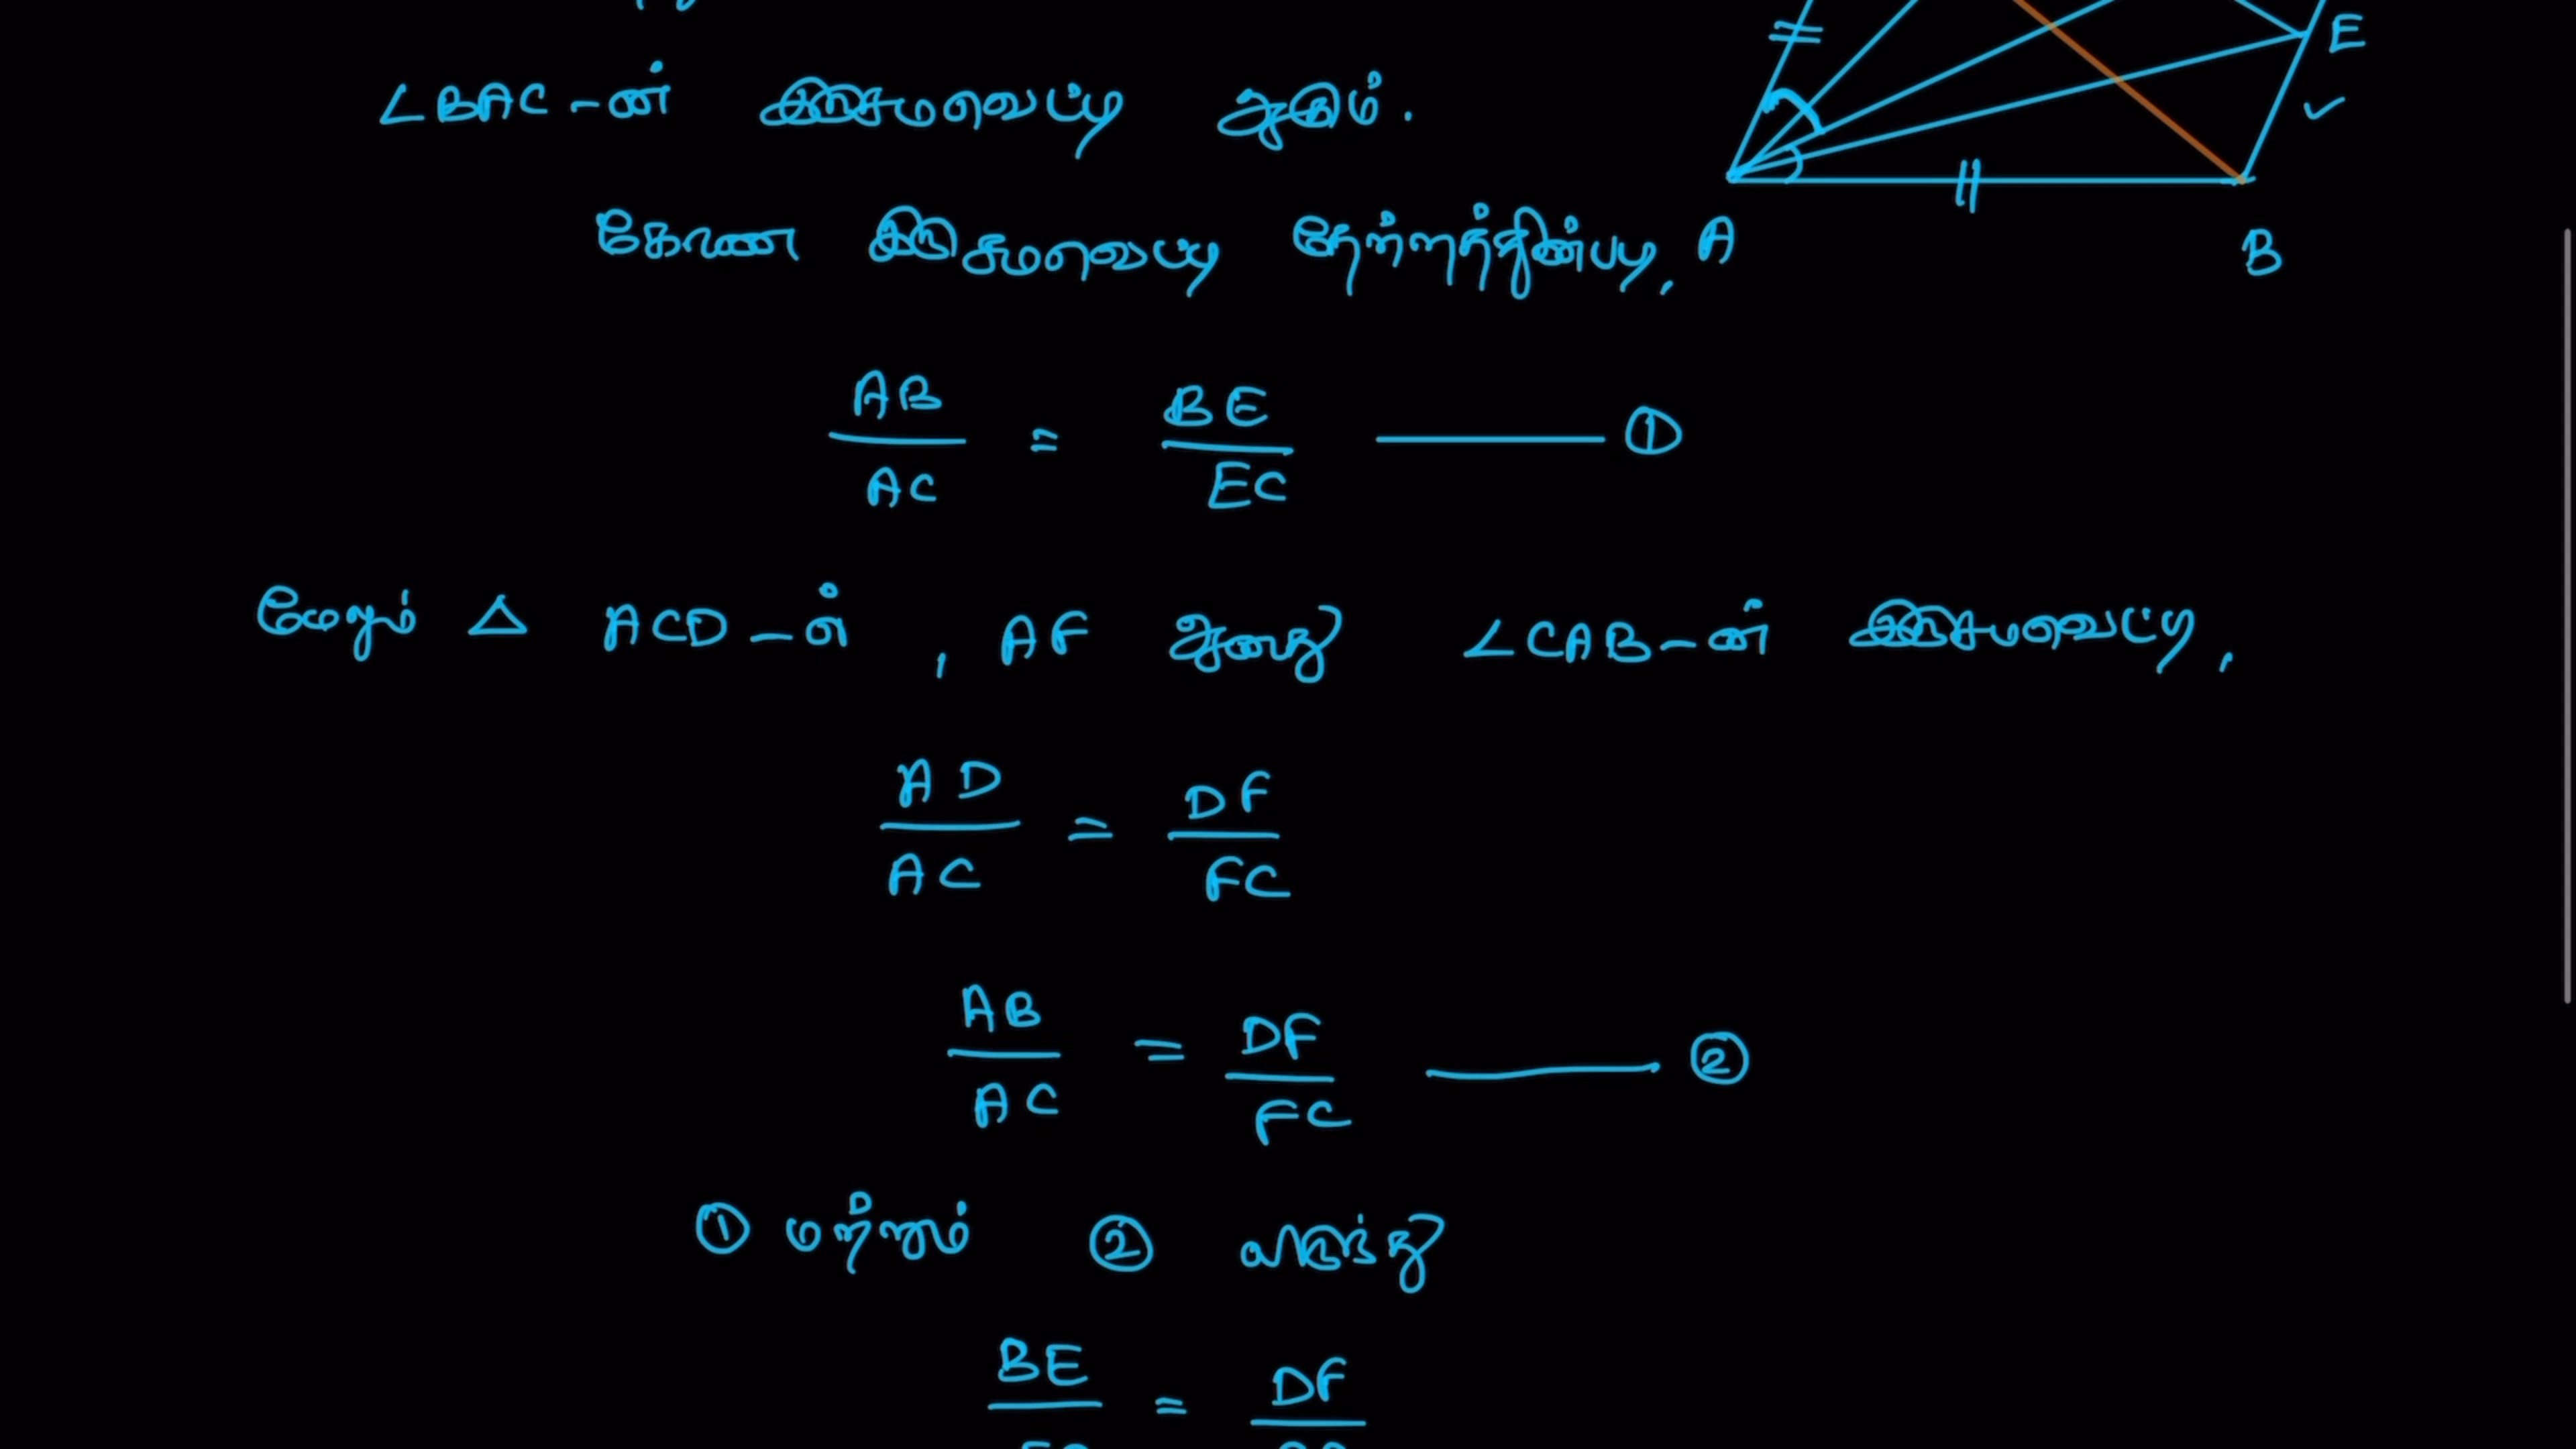 E
∠BAC-ன் இருசமவெட்டி ஆகும்.
கோண இருசமவெட்டி தேற்றத்தின்படி, A B
AB/AC = BE/EC ——— ①
மேலும் △ ACD-ன் , AF ஆனது ∠CAB-ன் இருசமவெட்டி,
AD/AC = DF/FC
AB/AC = DF/FC ——— ②
① மற்றும் ②
BE = DF